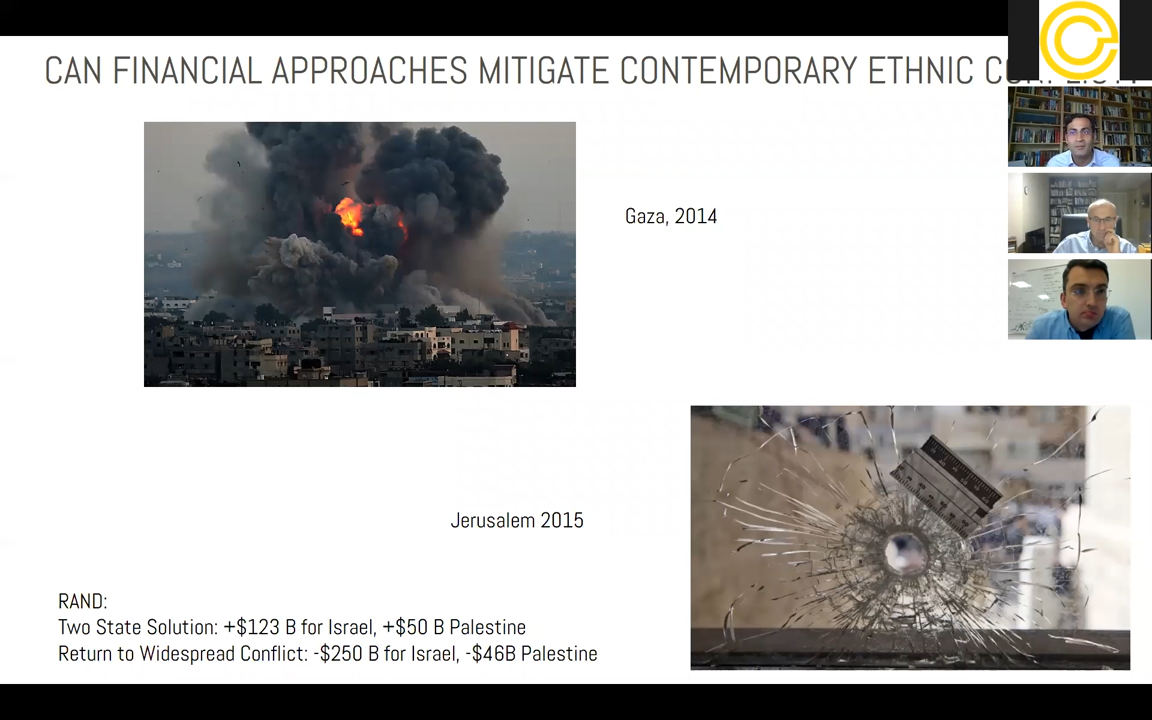 CAN FINANCIAL APPROACHES MITIGATE CONTEMPORARY ETHNIC
Gaza, 2014
Jerusalem 2015
RAND:
Two State Solution: +$123 B for Israel, +$50 B Palestine
Return to Widespread Conflict: -$250 B for Israel, -$46B Palestine